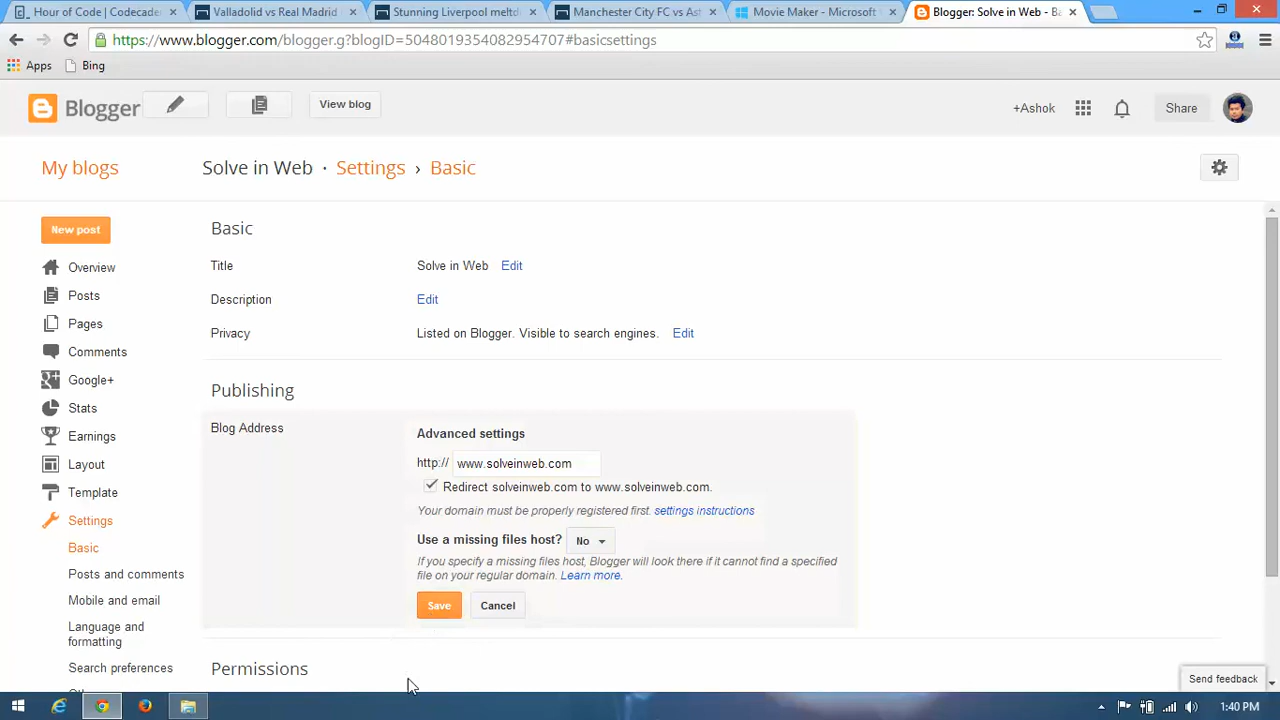 Hour of Code | Codecader
Valladolid vs Real Madrid
Stunning Liverpool meltdo
Manchester City FC vs Ast
Movie Maker - Microsoft W
Blogger: Solve in Web - Ba
https://www.blogger.com/blogger.g?blogID=5048019354082954707#basicsettings
Apps
Bing
Blogger
View blog
+Ashok
Share
My blogs
Solve in Web · Settings › Basic
New post
Overview
Posts
Pages
Comments
Google+
Stats
Earnings
Layout
Template
Settings
Basic
Posts and comments
Mobile and email
Language and
formatting
Search preferences
Basic
Title
Solve in Web Edit
Description
Edit
Privacy
Listed on Blogger. Visible to search engines. Edit
Publishing
Blog Address
Advanced settings
http:// www.solveinweb.com
Redirect solveinweb.com to www.solveinweb.com.
Your domain must be properly registered first. settings instructions
Use a missing files host? No
If you specify a missing files host, Blogger will look there if it cannot find a specified
file on your regular domain. Learn more.
Save
Cancel
Permissions
Send feedback
1:40 PM